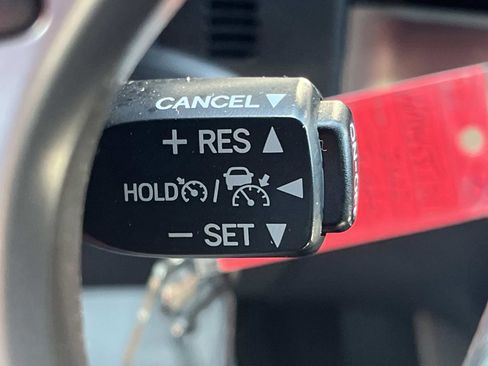 CANCEL▼
+ RES ▲
HOLD / ◀
− SET ▼